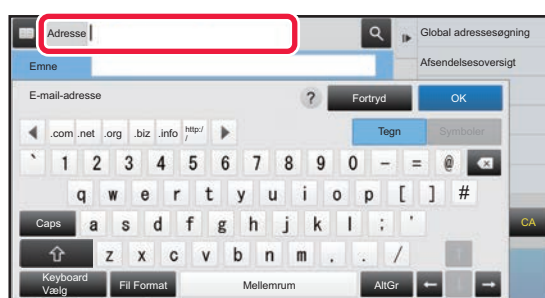 Adresse
Global adressesøgning
Emne
Afsendelsesoversigt
E-mail-adresse
? Fortryd OK
.com .net .org .biz .info http:/
/
Tegn Symboler
` 1 2 3 4 5 6 7 8 9 0 - = @
q w e r t y u i o p [ ] #
Caps a s d f g h j k l ; '
CA
z x c v b n m . . /
Keyboard
Vælg
Fil Format Mellemrum AltGr